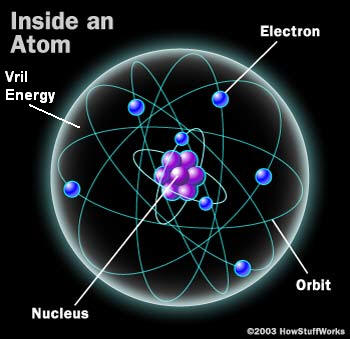 Inside an
Atom
Electron
Vril
Energy
Orbit
Nucleus
©2003 HowStuffWorks